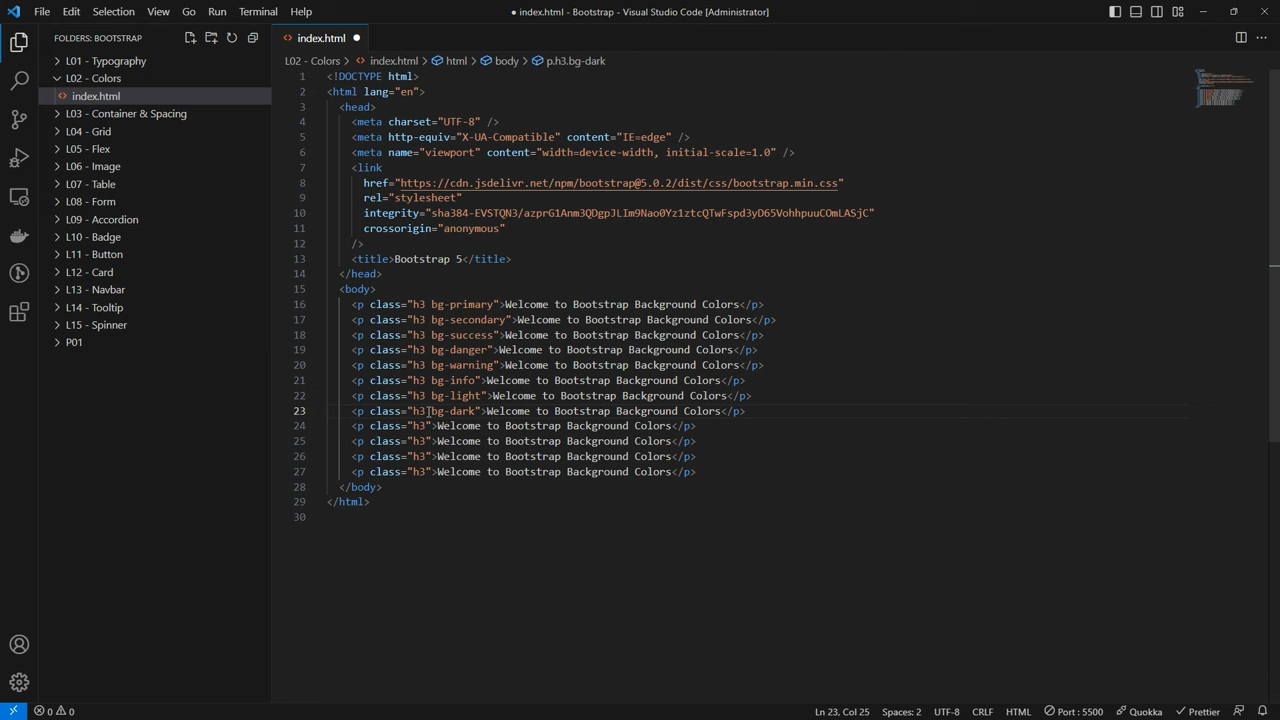 File Edit Selection View Go Run Terminal Help
● index.html - Bootstrap - Visual Studio Code [Administrator]
FOLDERS: BOOTSTRAP
L01 - Typography
L02 - Colors
index.html
L03 - Container & Spacing
L04 - Grid
L05 - Flex
L06 - Image
L07 - Table
L08 - Form
L09 - Accordion
L10 - Badge
L11 - Button
L12 - Card
L13 - Navbar
L14 - Tooltip
L15 - Spinner
P01
index.html ●
L02 - Colors > index.html > html > body > p.h3.bg-dark
1 <!DOCTYPE html>
2 <html lang="en">
3 <head>
4 <meta charset="UTF-8" />
5 <meta http-equiv="X-UA-Compatible" content="IE=edge" />
6 <meta name="viewport" content="width=device-width, initial-scale=1.0" />
7 <link
8 href="https://cdn.jsdelivr.net/npm/bootstrap@5.0.2/dist/css/bootstrap.min.css"
9 rel="stylesheet"
10 integrity="sha384-EVSTQN3/azprG1Anm3QDgpJLIm9Nao0Yz1ztcQTwFspd3yD65VohhpuuCOmLASjC"
11 crossorigin="anonymous"
12 />
13 <title>Bootstrap 5</title>
14 </head>
15 <body>
16 <p class="h3 bg-primary">Welcome to Bootstrap Background Colors</p>
17 <p class="h3 bg-secondary">Welcome to Bootstrap Background Colors</p>
18 <p class="h3 bg-success">Welcome to Bootstrap Background Colors</p>
19 <p class="h3 bg-danger">Welcome to Bootstrap Background Colors</p>
20 <p class="h3 bg-warning">Welcome to Bootstrap Background Colors</p>
21 <p class="h3 bg-info">Welcome to Bootstrap Background Colors</p>
22 <p class="h3 bg-light">Welcome to Bootstrap Background Colors</p>
23 <p class="h3 bg-dark">Welcome to Bootstrap Background Colors</p>
24 <p class="h3">Welcome to Bootstrap Background Colors</p>
25 <p class="h3">Welcome to Bootstrap Background Colors</p>
26 <p class="h3">Welcome to Bootstrap Background Colors</p>
27 <p class="h3">Welcome to Bootstrap Background Colors</p>
28 </body>
29 </html>
30
0 0 Ln 23, Col 25 Spaces: 2 UTF-8 CRLF HTML Port : 5500 Quokka Prettier